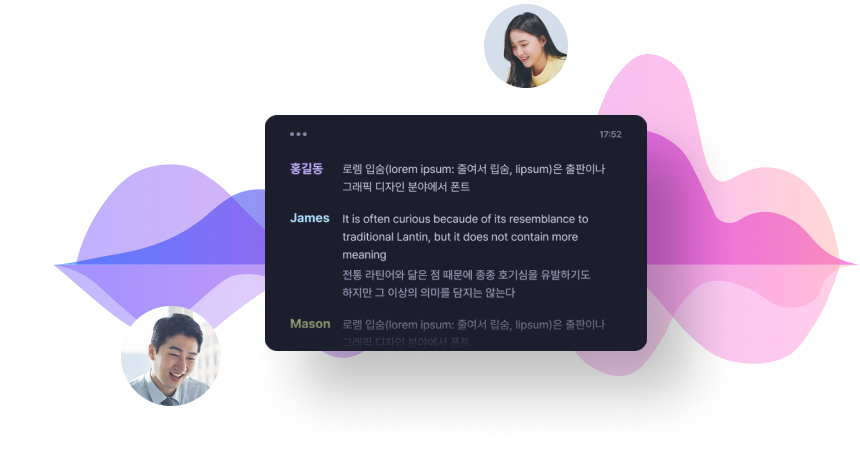 17:52
홍길동 로렘 입숨(lorem ipsum: 줄여서 립숨, lipsum)은 출판이나
그래픽 디자인 분야에서 폰트
James It is often curious becaude of its resemblance to
traditional Lantin, but it does not contain more
meaning
전통 라틴어와 닮은 점 때문에 종종 호기심을 유발하기도
하지만 그 이상의 의미를 담지는 않는다
Mason 로렘 입숨(lorem ipsum: 줄여서 립숨, lipsum)은 출판이나
그래픽 디자인 분야에서 폰트